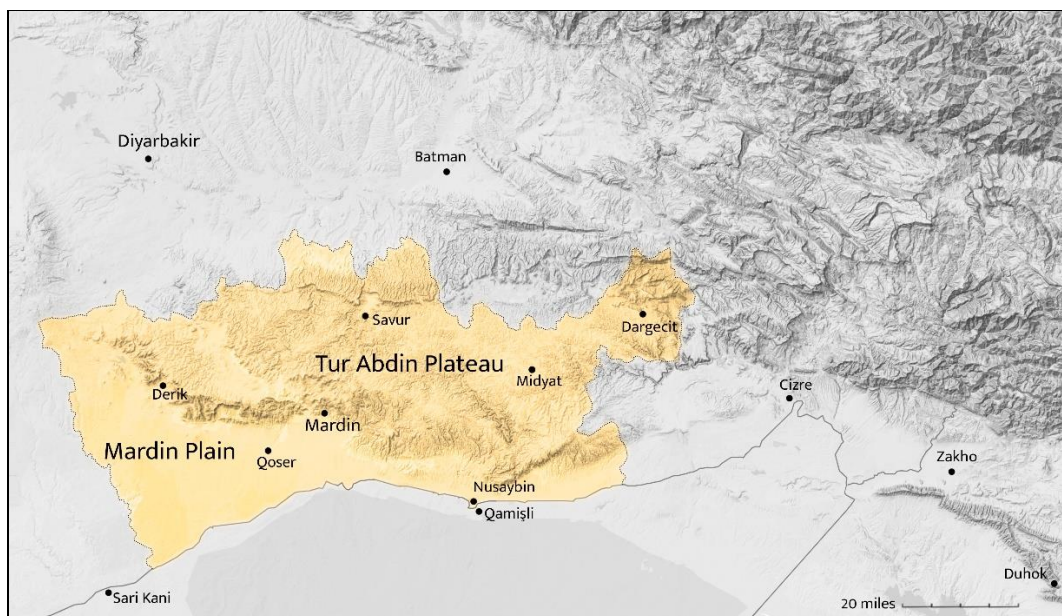 Diyarbakir
Batman
Savur
Dargecit
Tur Abdin Plateau
Midyat
Derik
Cizre
Mardin
Mardin Plain
Qoser
Zakho
Nusaybin
Qamişli
Duhok
Sari Kani
20 miles